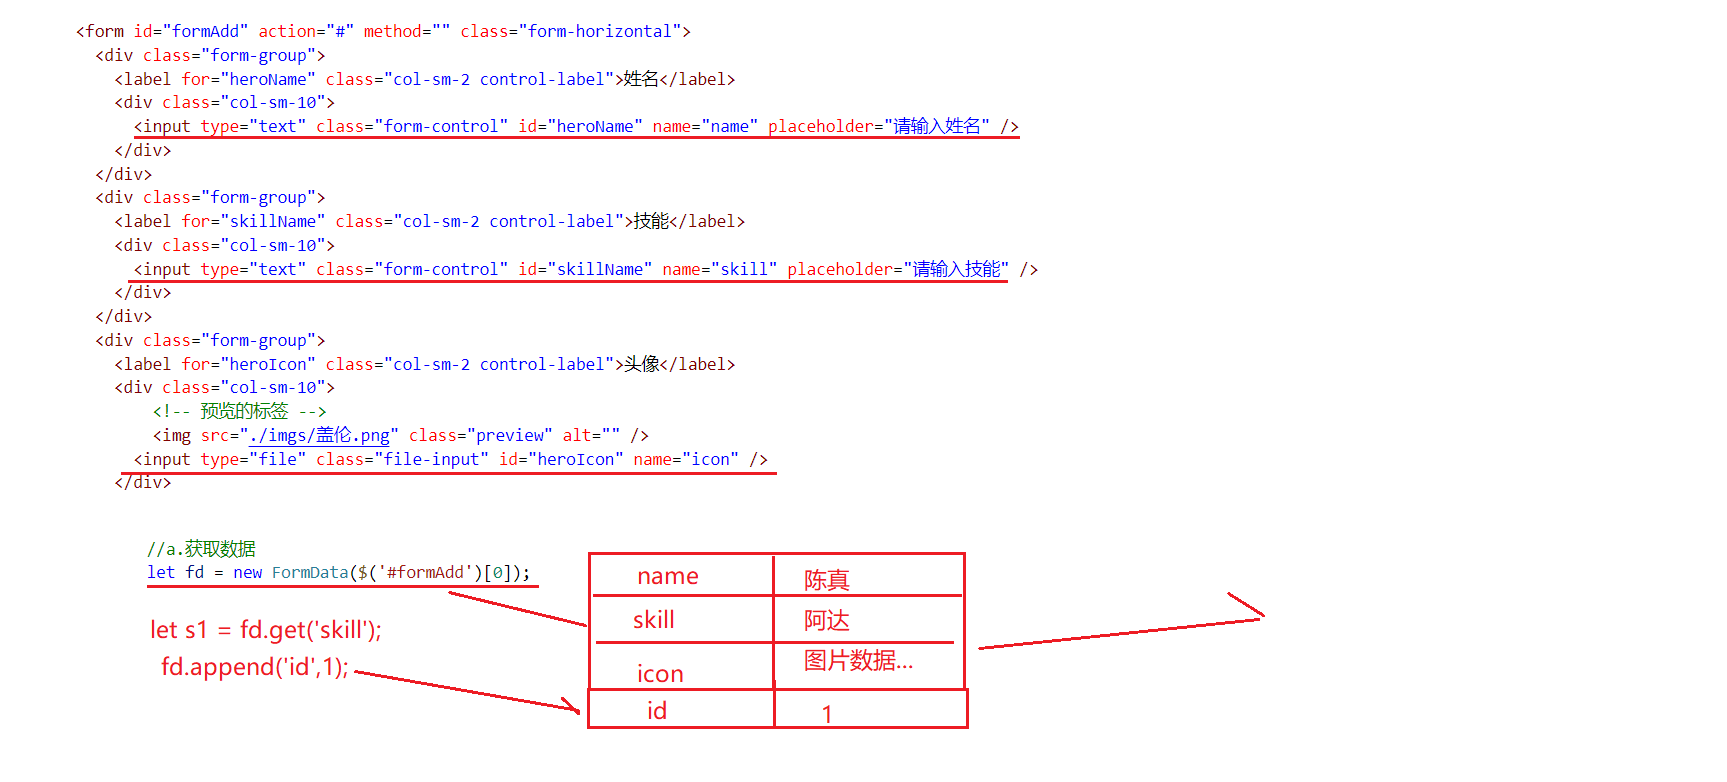 <form id="formAdd" action="#" method="" class="form-horizontal">
<div class="form-group">
<label for="heroName" class="col-sm-2 control-label">姓名</label>
<div class="col-sm-10">
<input type="text" class="form-control" id="heroName" name="name" placeholder="请输入姓名" />
</div>
</div>
<div class="form-group">
<label for="skillName" class="col-sm-2 control-label">技能</label>
<div class="col-sm-10">
<input type="text" class="form-control" id="skillName" name="skill" placeholder="请输入技能" />
</div>
</div>
<div class="form-group">
<label for="heroIcon" class="col-sm-2 control-label">头像</label>
<div class="col-sm-10">
<!-- 预览的标签 -->
<img src="./imgs/盖伦.png" class="preview" alt="" />
<input type="file" class="file-input" id="heroIcon" name="icon" />
</div>
//a.获取数据
let fd = new FormData($('#formAdd')[0]);
let s1 = fd.get('skill');
fd.append('id',1);
name 陈真
skill 阿达
icon 图片数据...
id 1